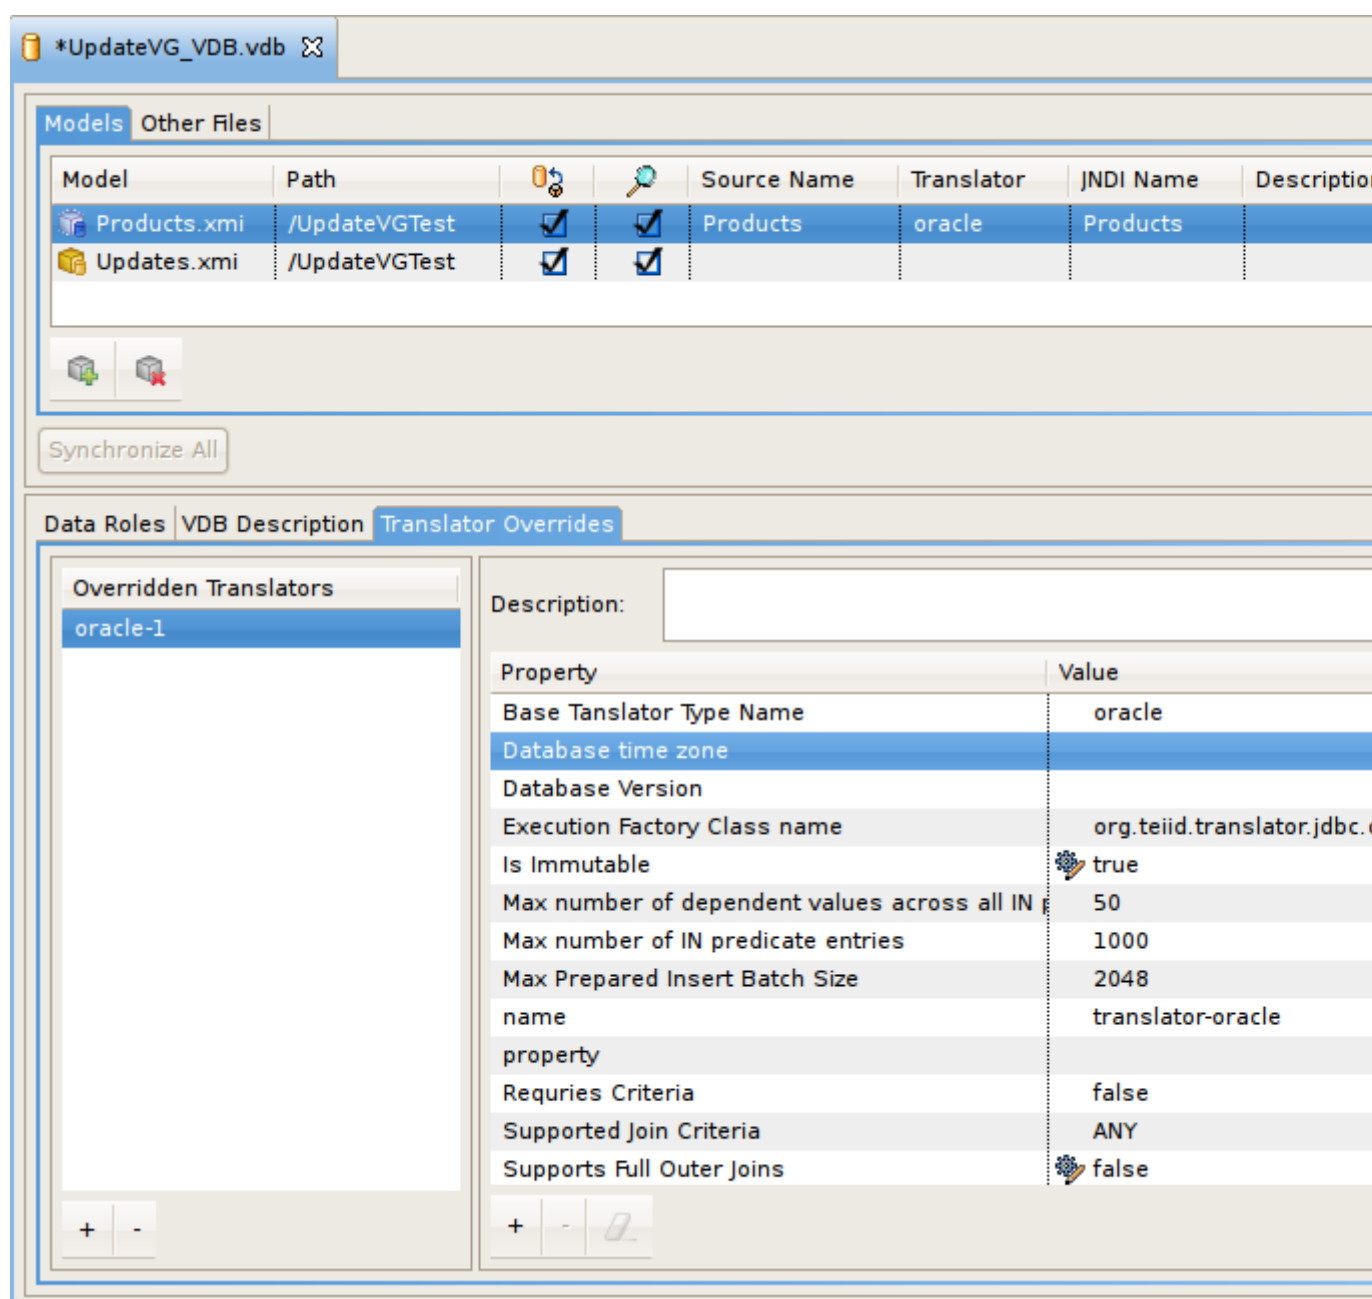 *UpdateVG_VDB.vdb
Models Other Files
Model Path Source Name Translator JNDI Name Description
Products.xmi /UpdateVGTest Products oracle Products
Updates.xmi /UpdateVGTest
Synchronize All
Data Roles VDB Description Translator Overrides
Overridden Translators
oracle-1
Description:
Property Value
Base Tanslator Type Name oracle
Database time zone
Database Version
Execution Factory Class name org.teiid.translator.jdbc.
Is Immutable true
Max number of dependent values across all IN 50
Max number of IN predicate entries 1000
Max Prepared Insert Batch Size 2048
name translator-oracle
property
Requries Criteria false
Supported Join Criteria ANY
Supports Full Outer Joins false
+ -
+ -